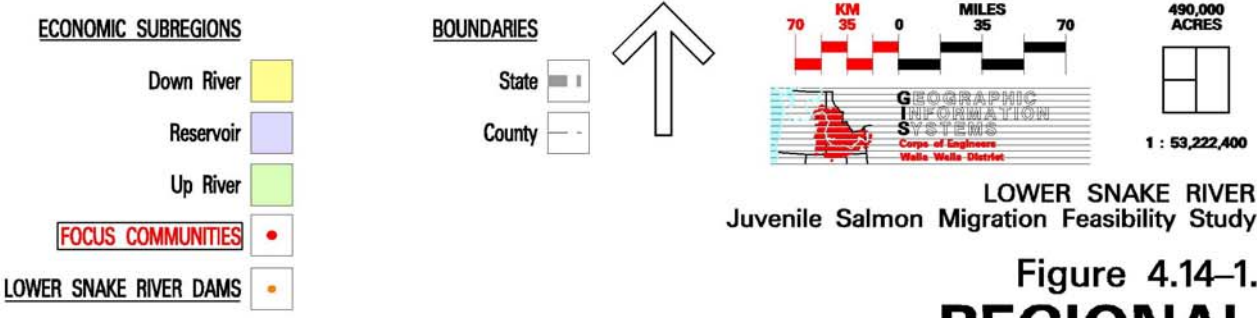 ECONOMIC SUBREGIONS
Down River
Reservoir
Up River
FOCUS COMMUNITIES
LOWER SNAKE RIVER DAMS
BOUNDARIES
State
County
KM MILES
70 35 0 35 70
GEOGRAPHIC
INFORMATION
SYSTEMS
Corps of Engineers
Walla Walla District
490,000
ACRES
1 : 53,222,400
LOWER SNAKE RIVER
Juvenile Salmon Migration Feasibility Study
Figure 4.14–1.
REGIONAL